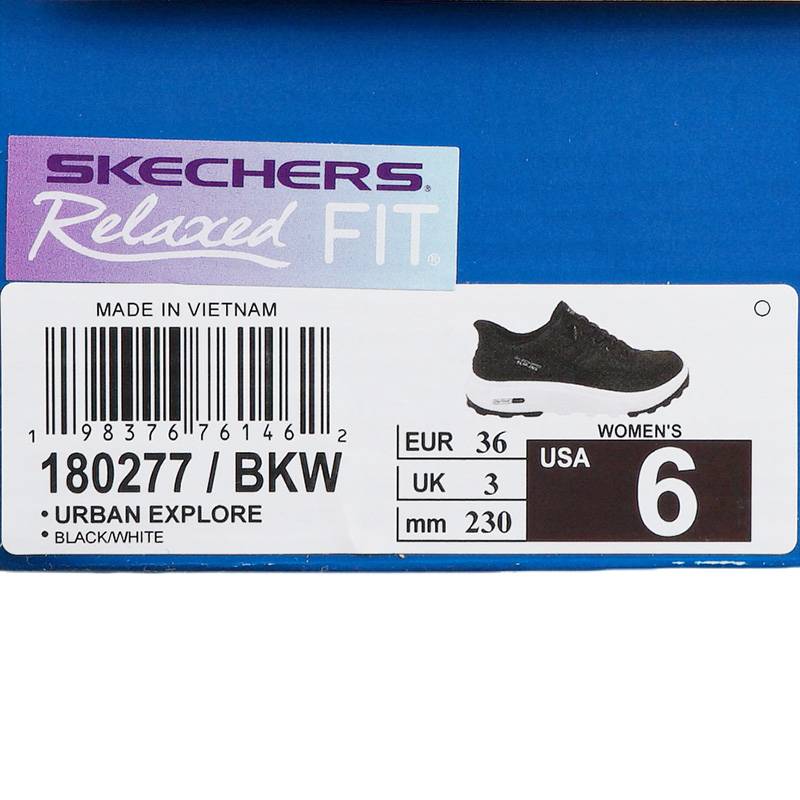 SKECHERS®
Relaxed FIT®
MADE IN VIETNAM
1 98376 76146 2
180277 / BKW
• URBAN EXPLORE
• BLACK/WHITE
WOMEN'S
EUR 36
UK 3
mm 230
USA 6